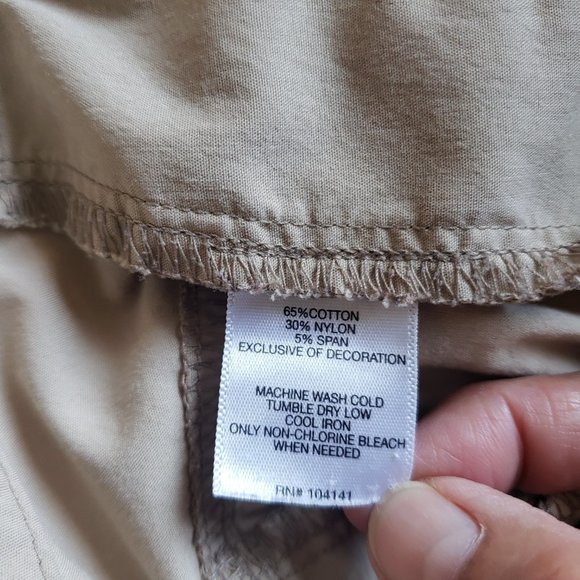 65%COTTON
30% NYLON
5% SPAN
EXCLUSIVE OF DECORATION
MACHINE WASH COLD
TUMBLE DRY LOW
COOL IRON
ONLY NON-CHLORINE BLEACH
WHEN NEEDED
RN# 104141